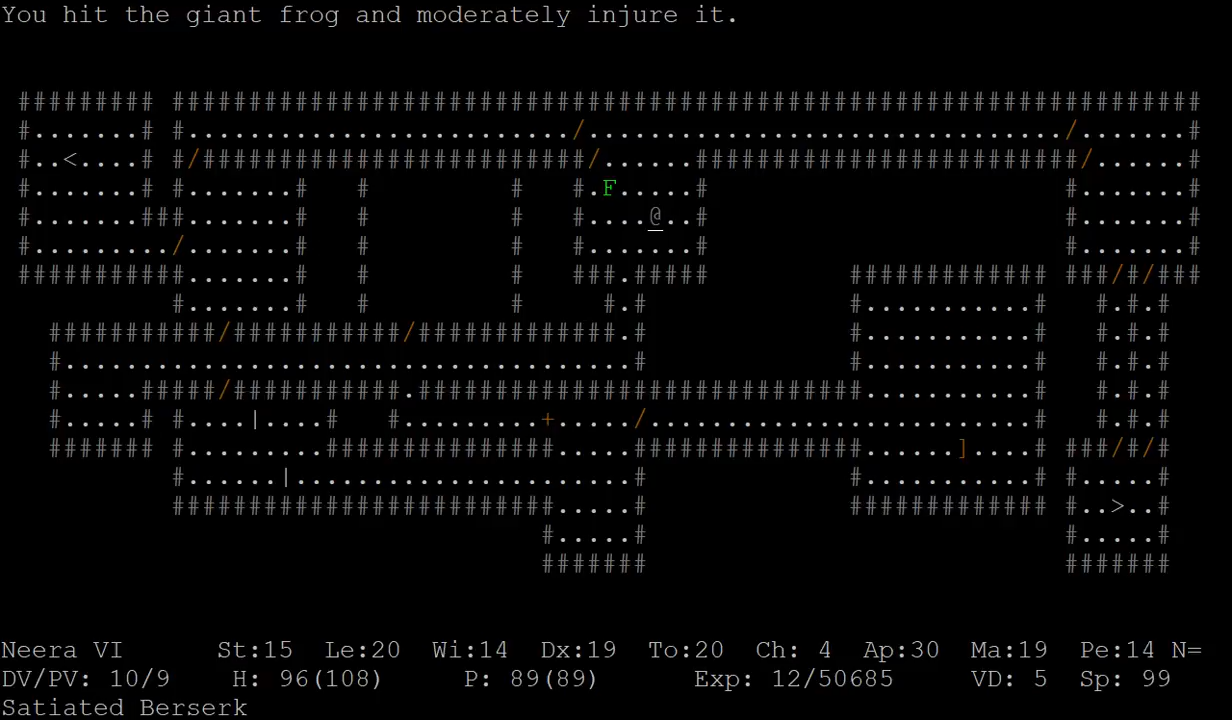 You hit the giant frog and moderately injure it.
 ######### ###################################################################
 #.......# #........................./.............................../.......#
 #..<....# #/#########################/......#########################/......#
 #.......# #.......#   #         #   #.F.....#                       #.......#
 #.......###.......#   #         #   #....@..#                       #.......#
 #........./.......#   #         #   #.......#                       #.......#
 ###########.......#   #         #   ###.#####         ############# ###/#/###
           #.......#   #         #     #.#             #...........#   #.#.#
   ###########/###########/#############.#             #...........#   #.#.#
   #.....................................#             #...........#   #.#.#
   #.....#####/###########.#############################...........#   #.#.#
   #.....# #....|....#   #.........+...../.........................#   #.#.#
   ####### #.........###############.....###############......]....# ###/#/#
           #......|......................#             #...........# #.....#
           #########################.....#             ############# #..>..#
                                   #.....#                           #.....#
                                   #######                           #######
Neera VI      St:15  Le:20  Wi:14  Dx:19  To:20  Ch: 4  Ap:30  Ma:19  Pe:14 N=
DV/PV: 10/9    H: 96(108)     P: 89(89)      Exp: 12/50685     VD: 5  Sp: 99
Satiated Berserk